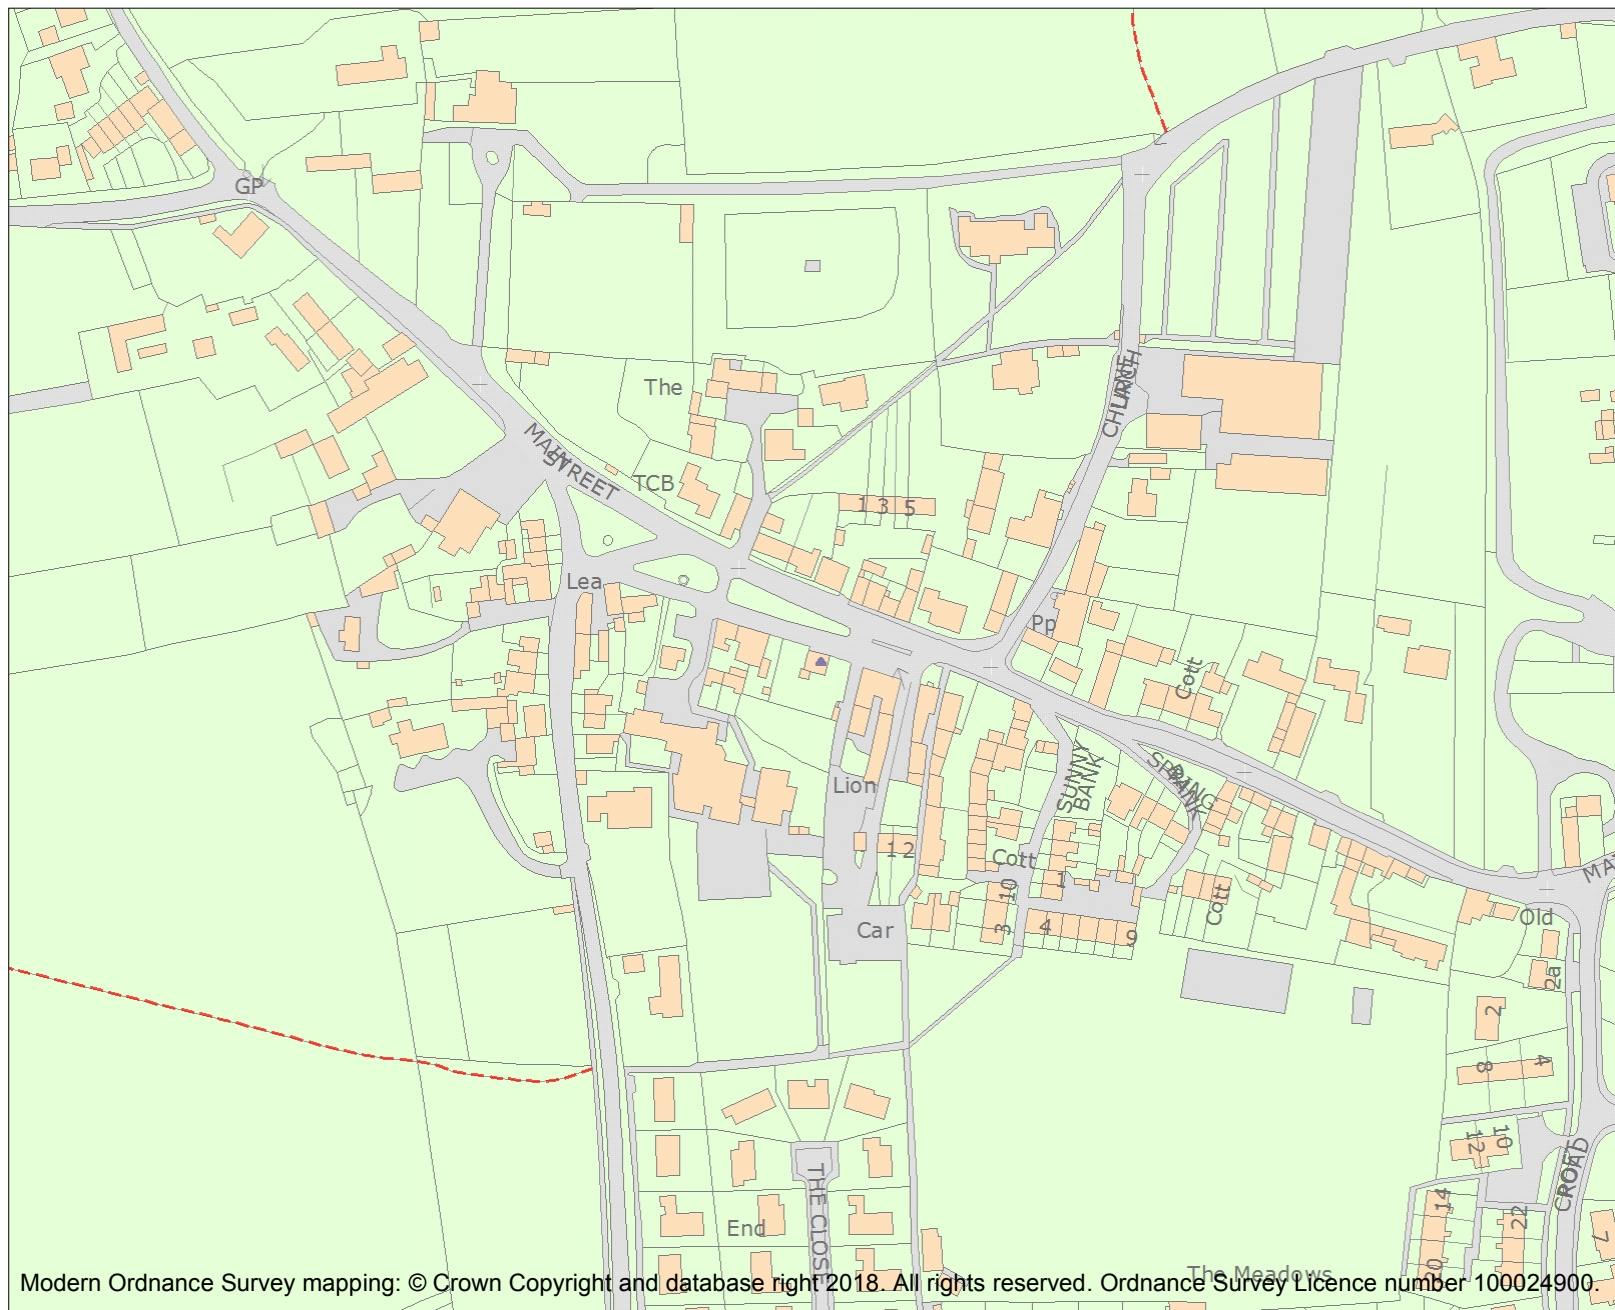 GP
MAIN
STREET
The
TCB
1 3 5
CHURCH
LANE
Lea
Pp
Cott
SUNNY
BANK
SPRING
BANK
Lion
1 2
Cott
10
1
3
4
9
Cott
Car
MA
Old
2a
2
8
4
12
10
CROFT
ROAD
14
22
20
7
THE CLOSE
End
The Meadows
Modern Ordnance Survey mapping: © Crown Copyright and database right 2018. All rights reserved. Ordnance Survey Licence number 100024900.